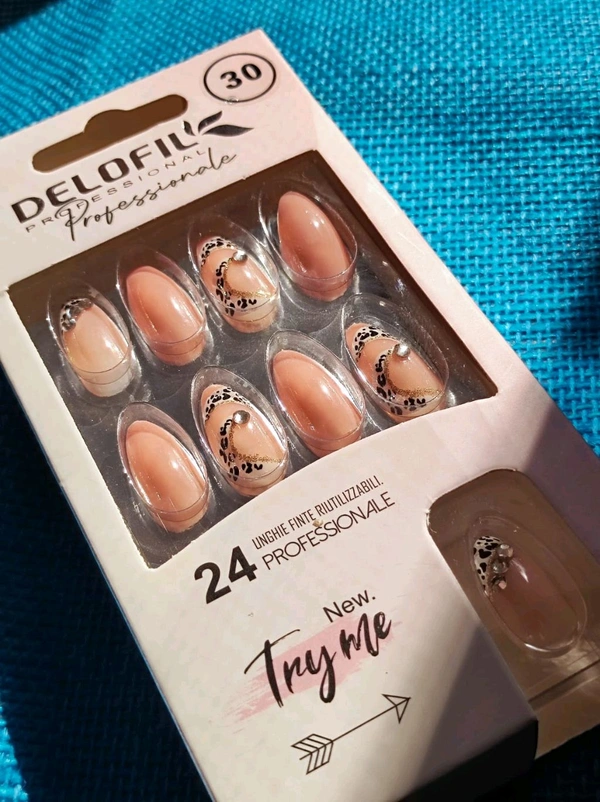 30
DELOFIL
PROFESSIONAL
Professionale
24 UNGHIE FINTE RIUTILIZZABILI.
PROFESSIONALE
New.
Try me